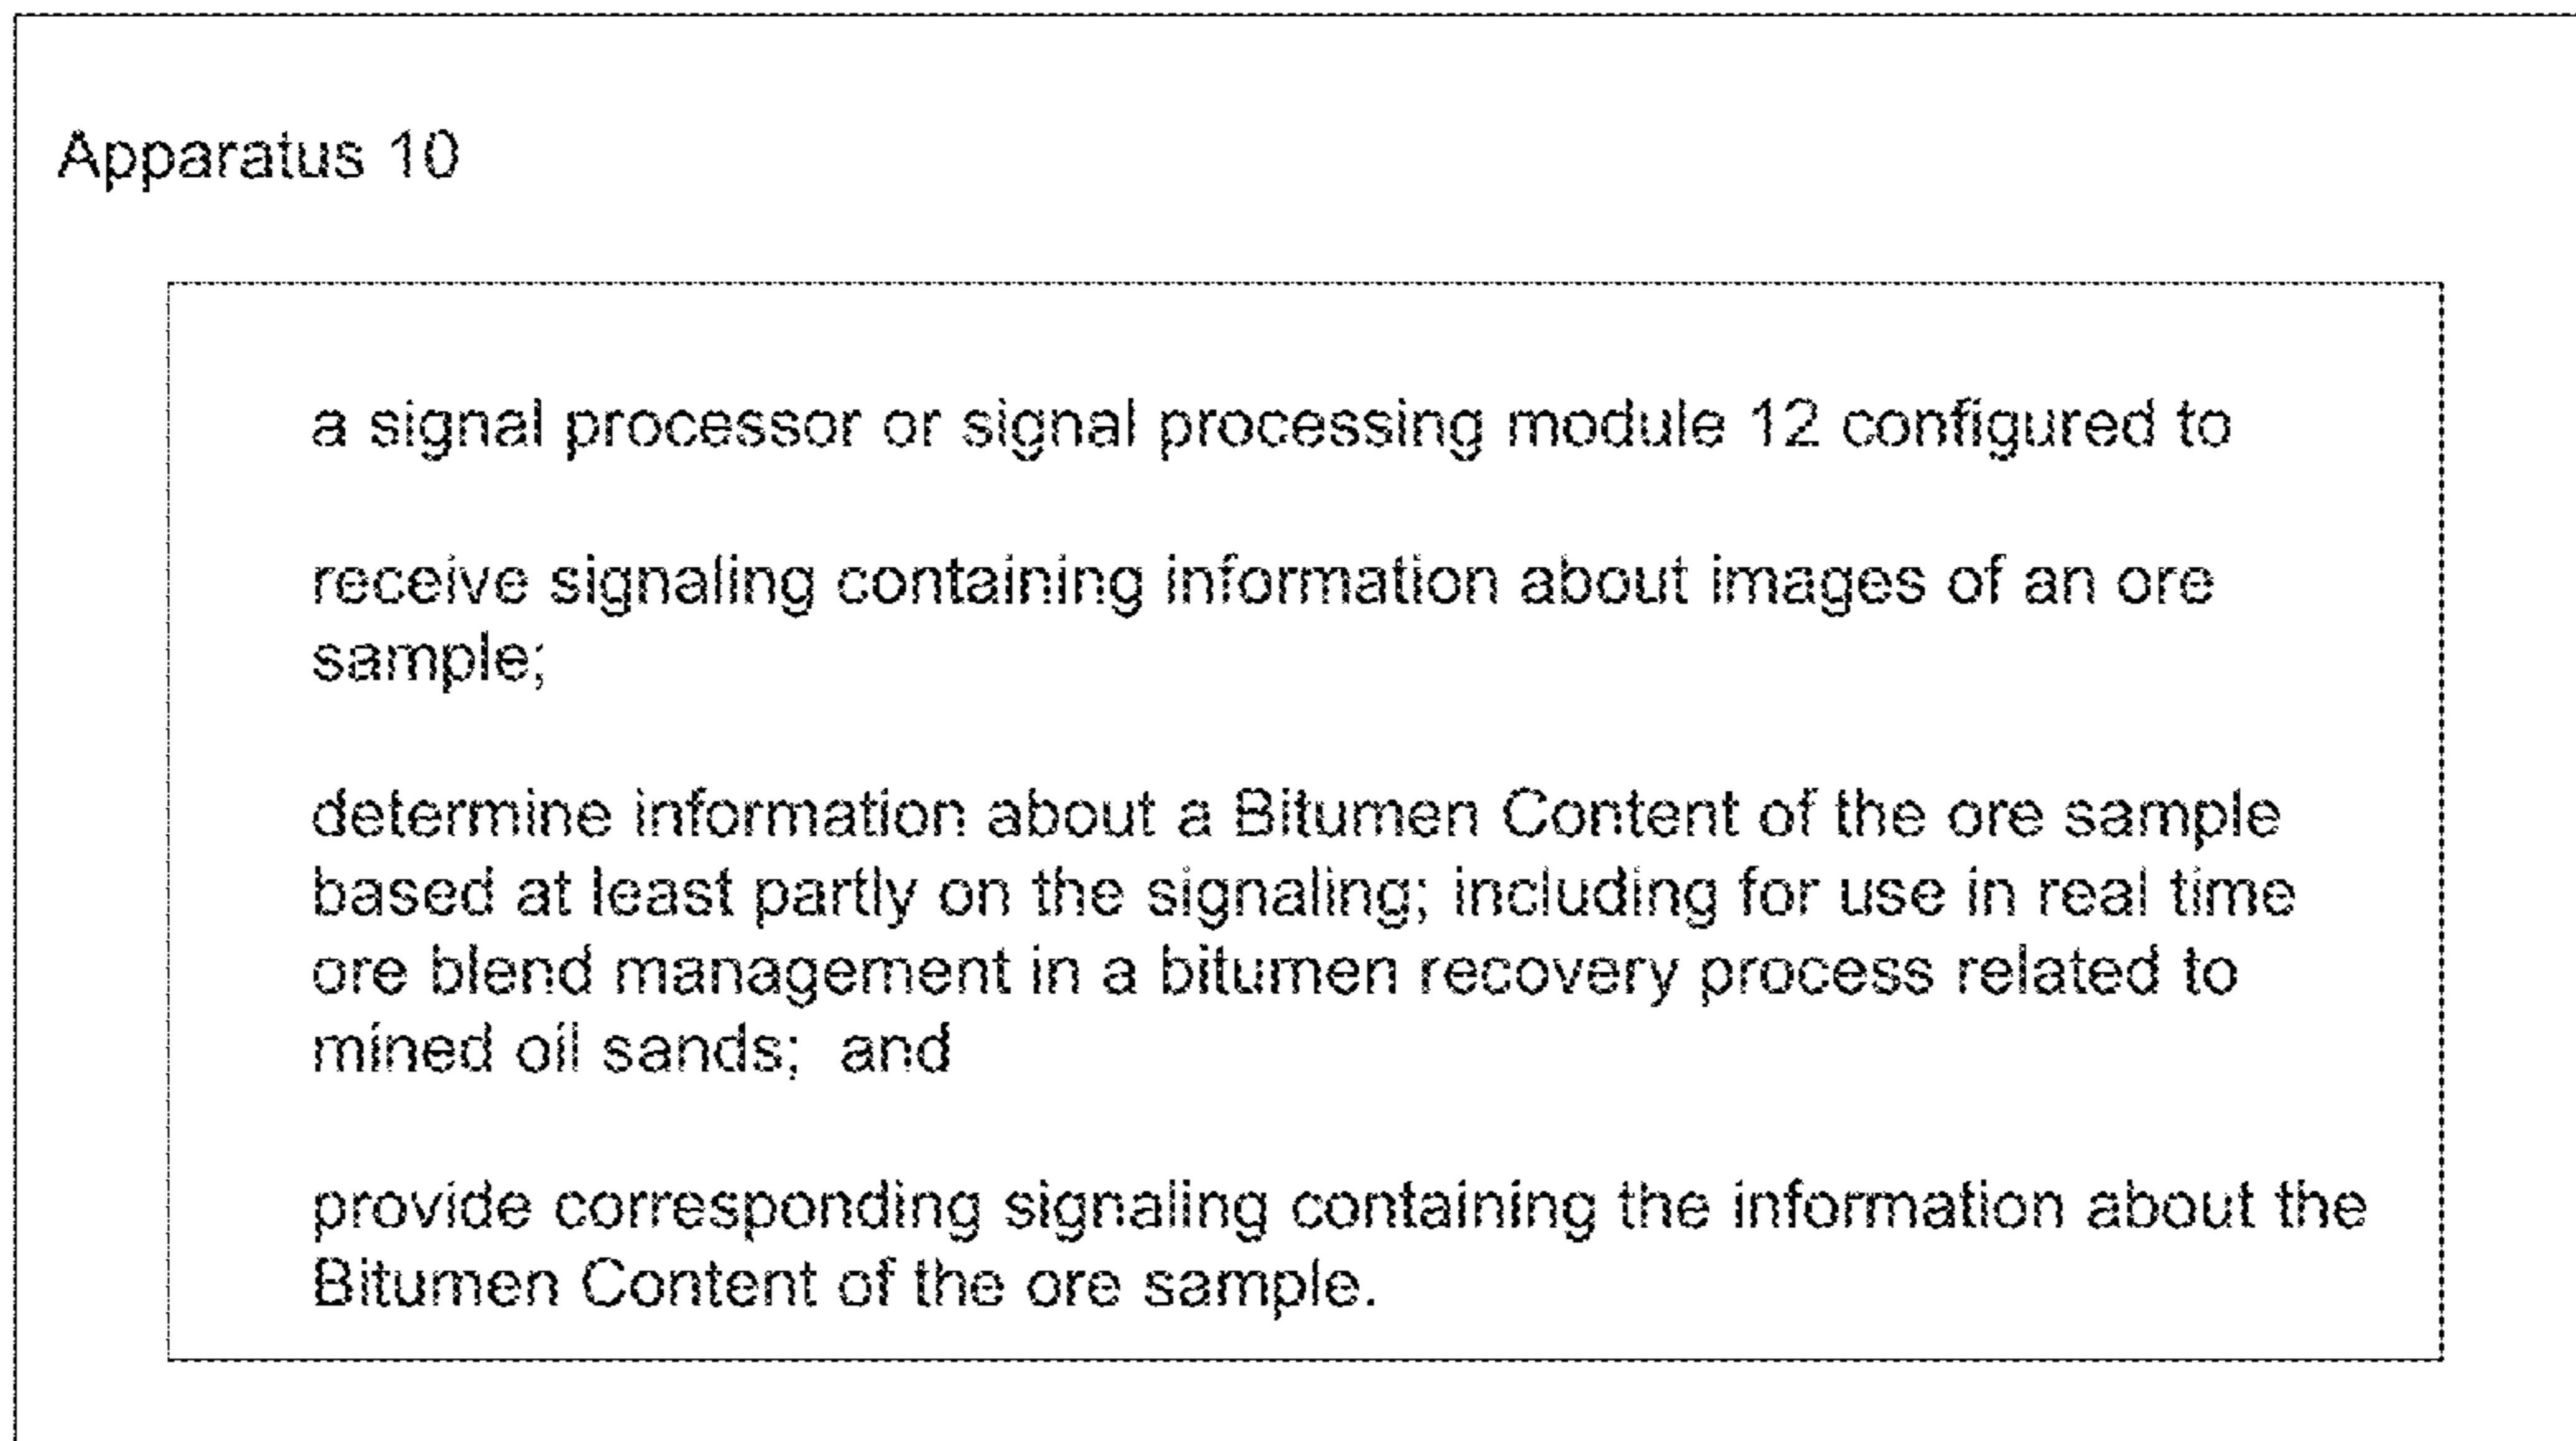 Apparatus 10
a signal processor or signal processing module 12 configured to
receive signaling containing information about images of an ore
sample;
determine information about a Bitumen Content of the ore sample
based at least partly on the signaling; including for use in real time
ore blend management in a bitumen recovery process related to
mined oil sands;  and
provide corresponding signaling containing the information about the
Bitumen Content of the ore sample.